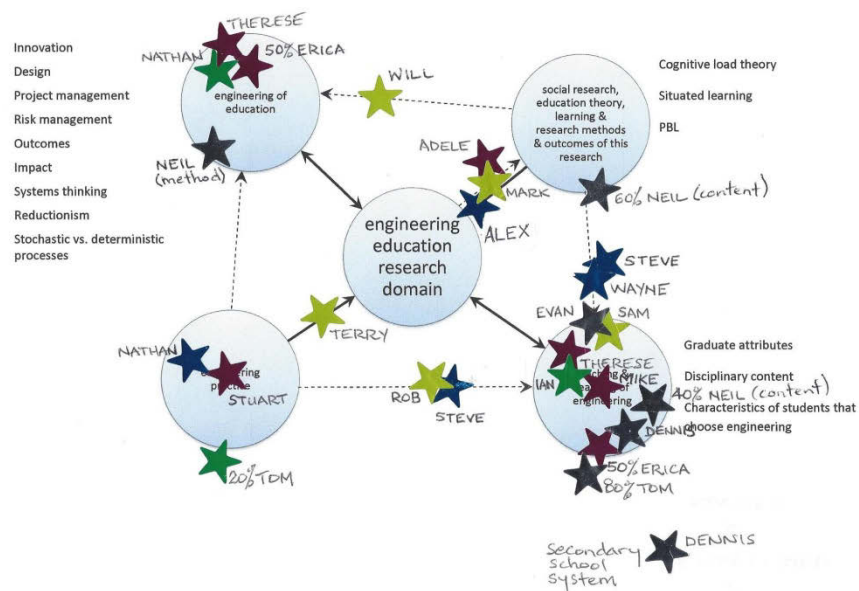 Innovation
Design
Project management
Risk management
Outcomes
Impact
Systems thinking
Reductionism
Stochastic vs. deterministic
processes
THERESE
NATHAN
50% ERICA
engineering of
education
NEIL
(method)
WILL
social research,
education theory,
learning &
research methods
& outcomes of this
research
Cognitive load theory
Situated learning
PBL
ADELE
MARK
ALEX
60% NEIL (content)
engineering
education
research
domain
STEVE
WAYNE
EVAN
SAM
TERRY
NATHAN
STUART
20% TOM
ROB
STEVE
THERESE
IAN
MIKE
engineering
40% NEIL (content)
DENNIS
50% ERICA
80% TOM
Graduate attributes
Disciplinary content
Characteristics of students that
choose engineering
secondary
school
system
DENNIS